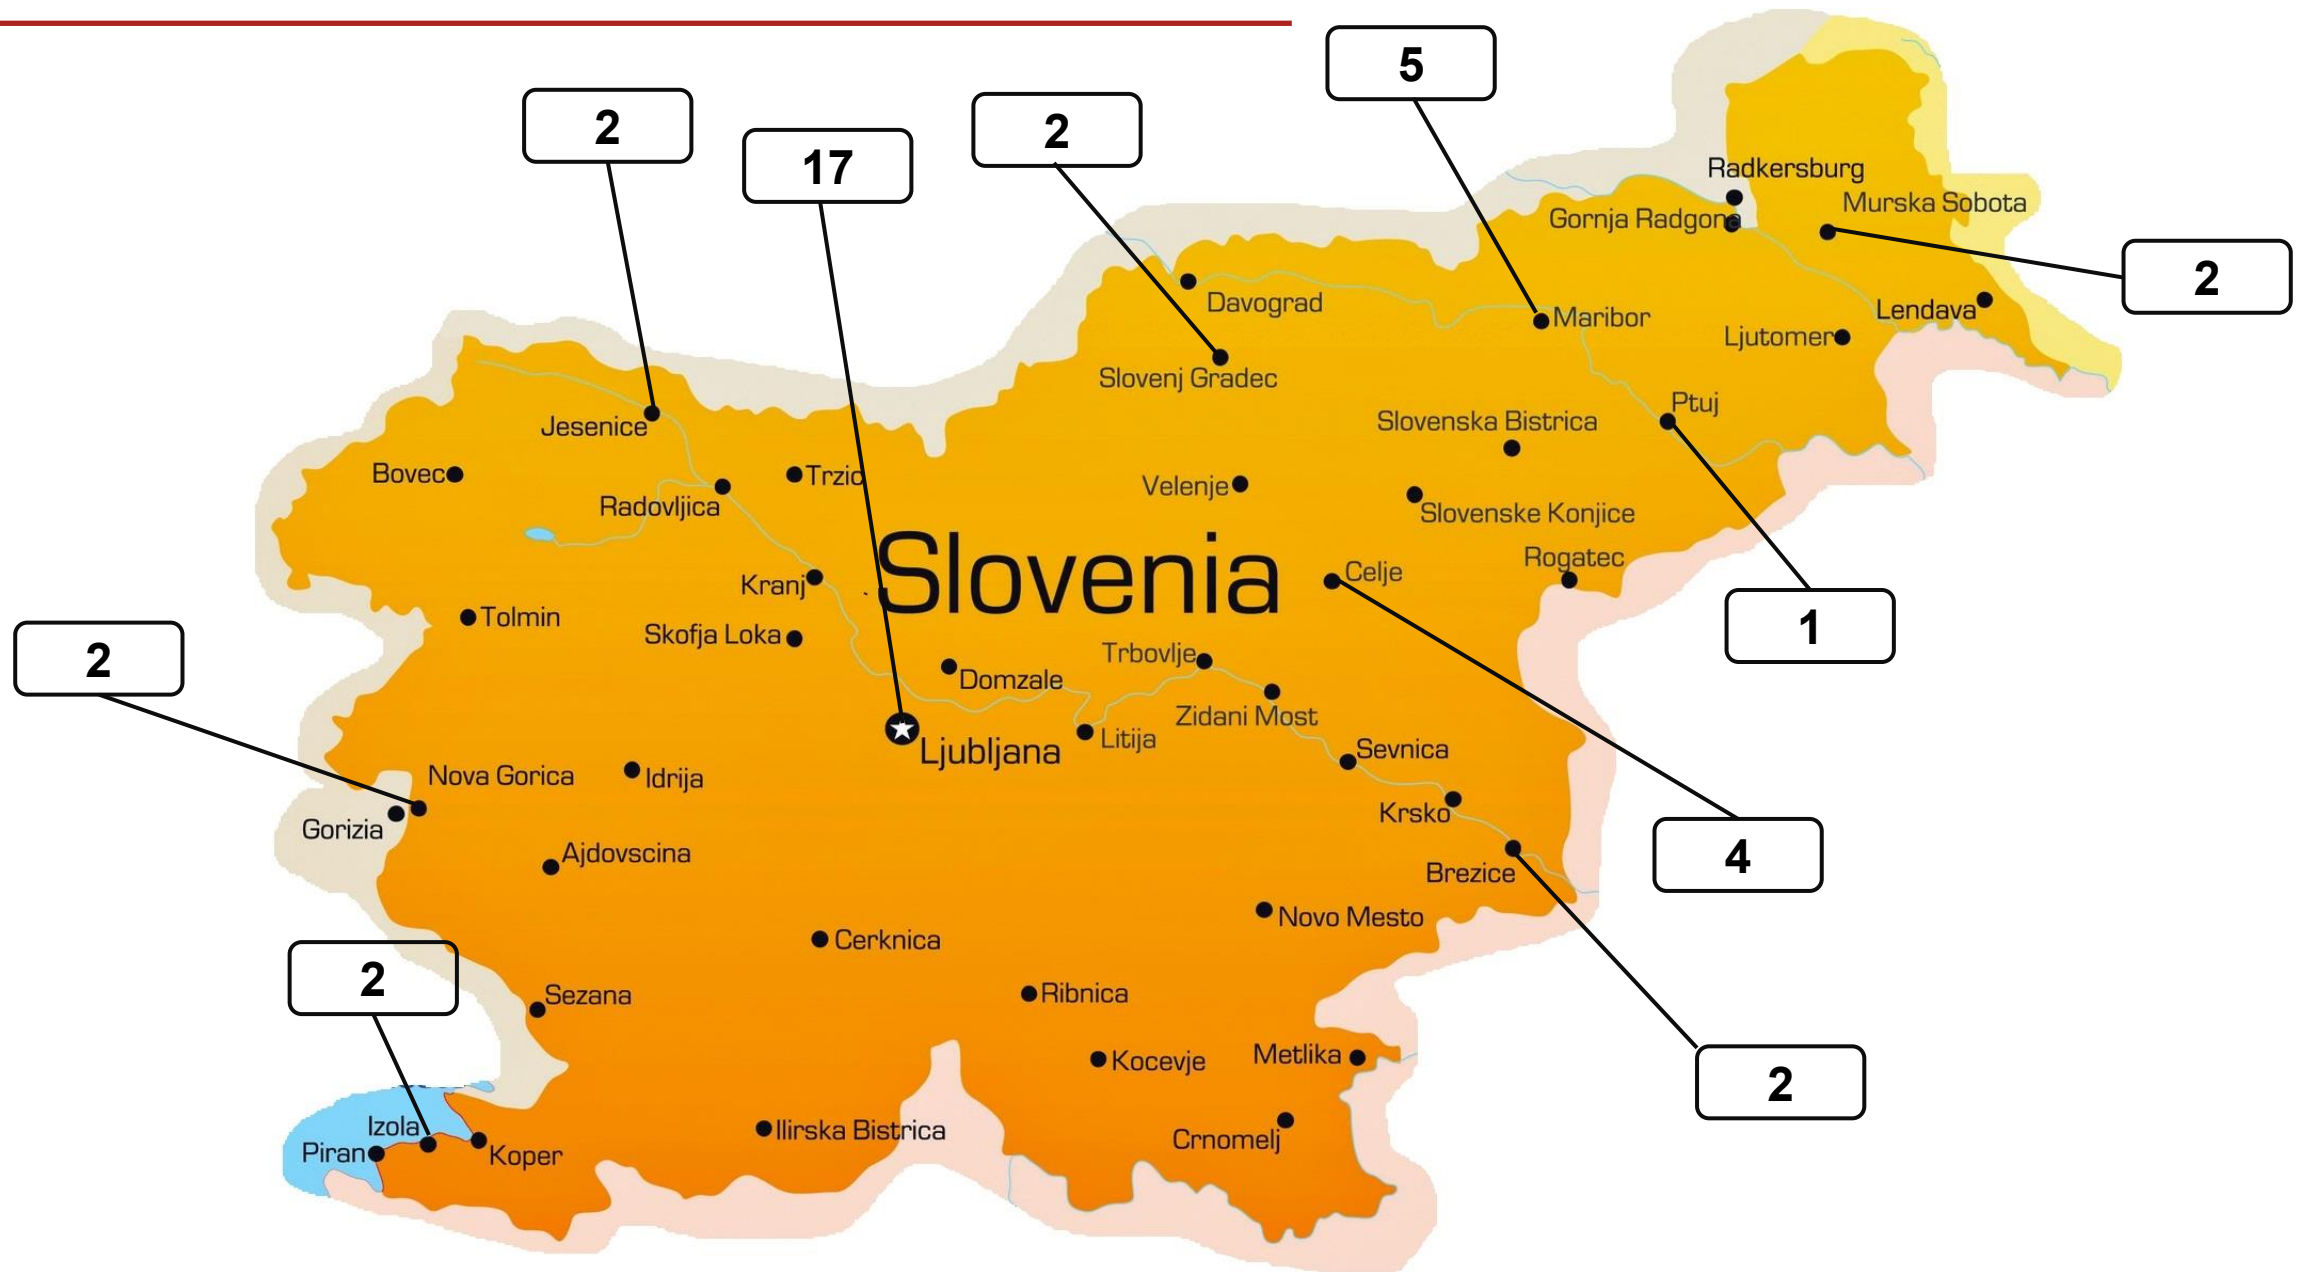 5
2
2
17
Radkersburg
Murska Sobota
Gornja Radgona
2
Davograd
Lendava
Maribor
Ljutomer
Slovenj Gradec
Ptuj
Jesenice
Slovenska Bistrica
Bovec
Trzic
Velenje
Radovljica
Slovenske Konjice
Slovenia
Rogatec
Celje
Kranj
Tolmin
1
Skofja Loka
Trbovlje
2
Domzale
Zidani Most
Litija
Ljubljana
Sevnica
Nova Gorica
Idrija
Krsko
Gorizia
Ajdovscina
4
Brezice
Novo Mesto
Cerknica
2
Sezana
Ribnica
Metlika
Kocevje
2
Izola
Ilirska Bistrica
Crnomelj
Piran
Koper